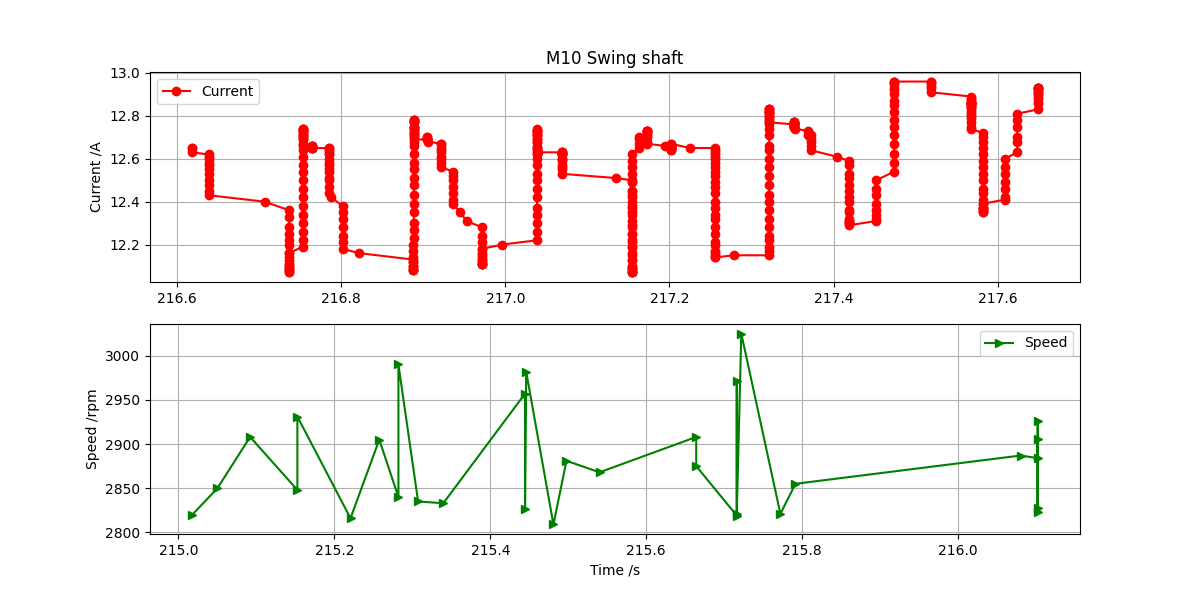 M10 Swing shaft
Current /A
13.0
12.8
12.6
12.4
12.2
Current
216.6 216.8 217.0 217.2 217.4 217.6
Speed /rpm
3000
2950
2900
2850
2800
Speed
215.0 215.2 215.4 215.6 215.8 216.0
Time /s